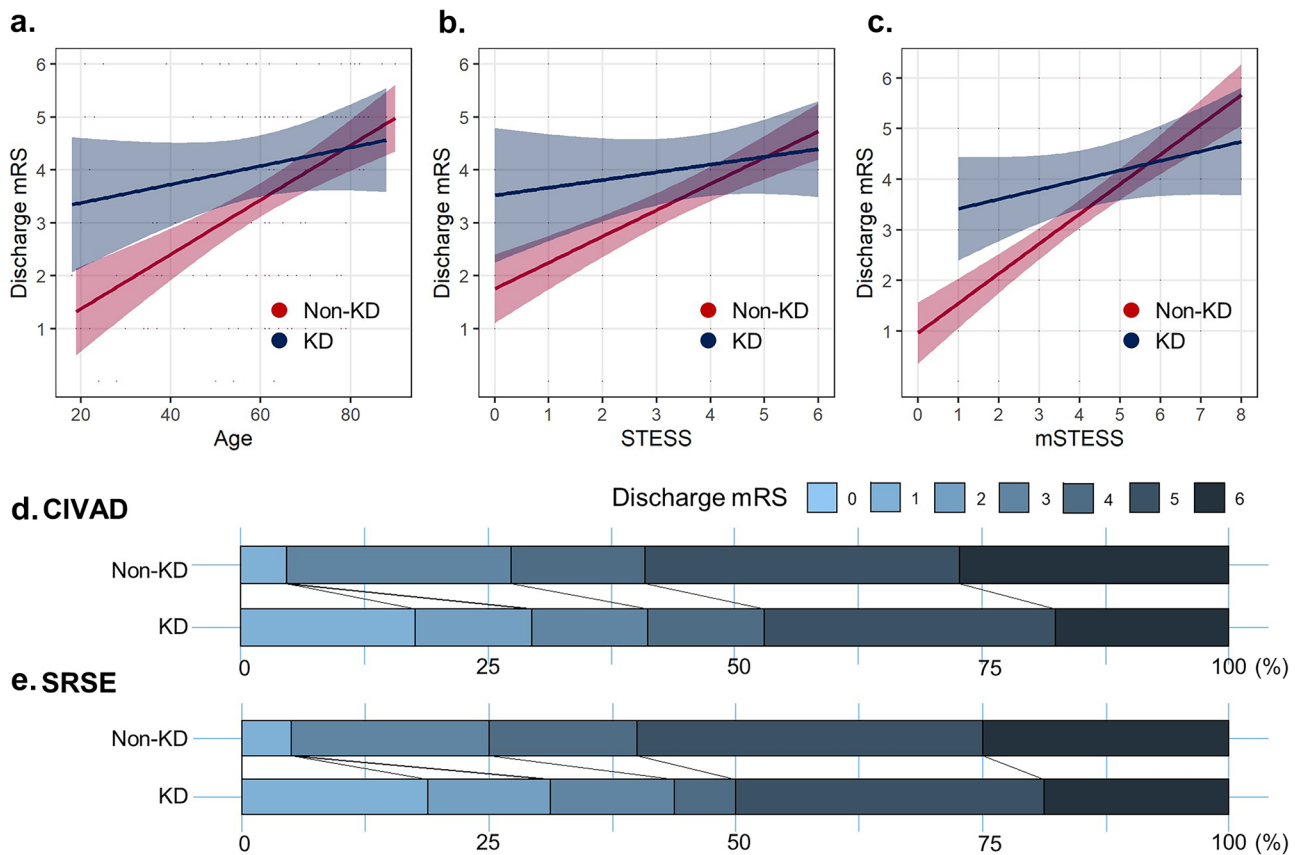 a.
b.
c.
Discharge mRS
6
5
4
3
2
1
Non-KD
KD
20 40 60 80
Age
Discharge mRS
6
5
4
3
2
1
Non-KD
KD
0 1 2 3 4 5 6
STESS
Discharge mRS
6
5
4
3
2
1
Non-KD
KD
0 1 2 3 4 5 6 7 8
mSTESS
Discharge mRS 0 1 2 3 4 5 6
d. CIVAD
Non-KD
KD
0 25 50 75 100 (%)
e. SRSE
Non-KD
KD
0 25 50 75 100 (%)